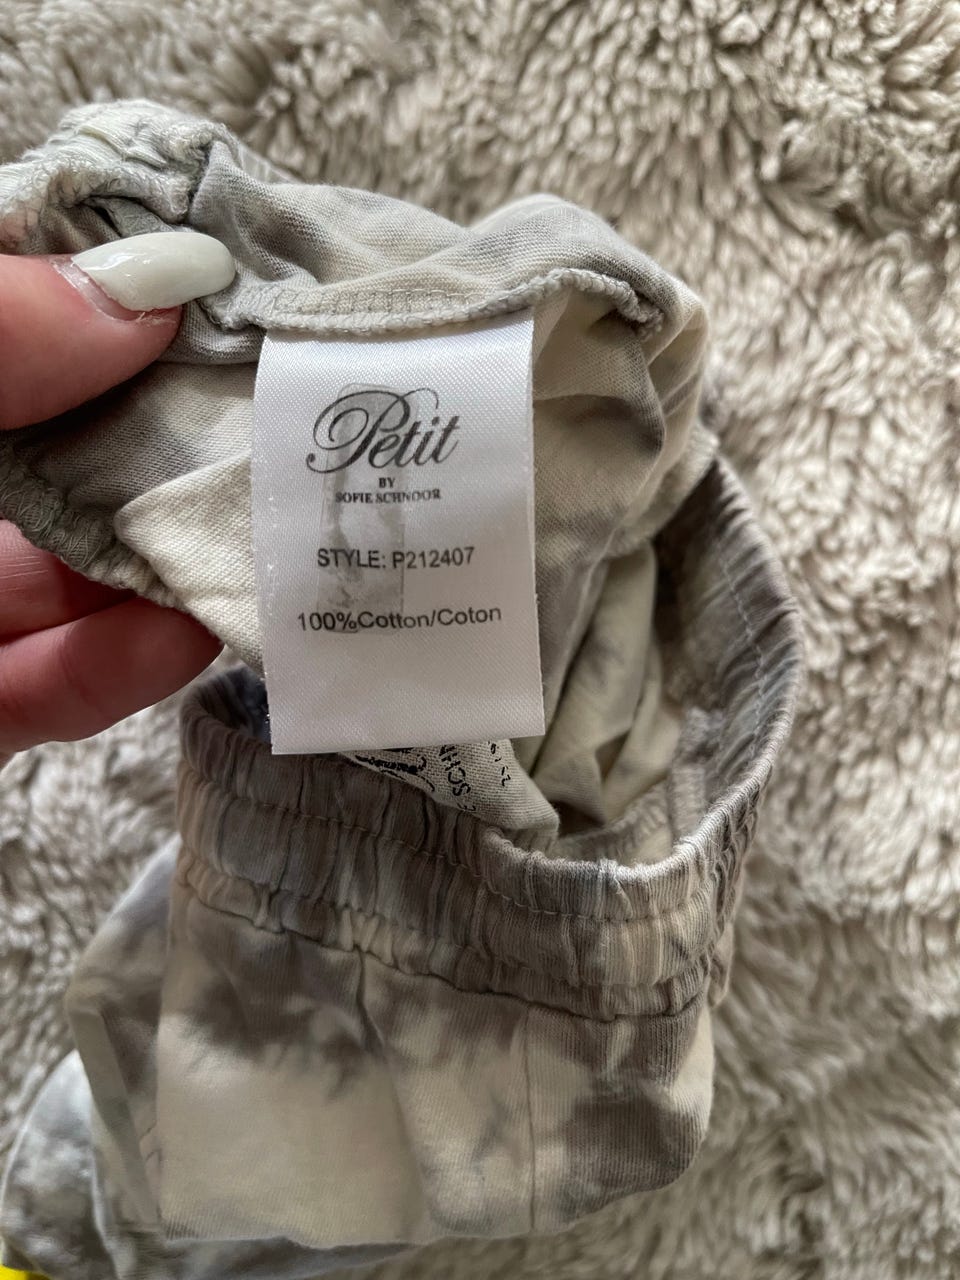 Petit
BY
SOFIE SCHNOOR
STYLE: P212407
100%Cotton/Coton